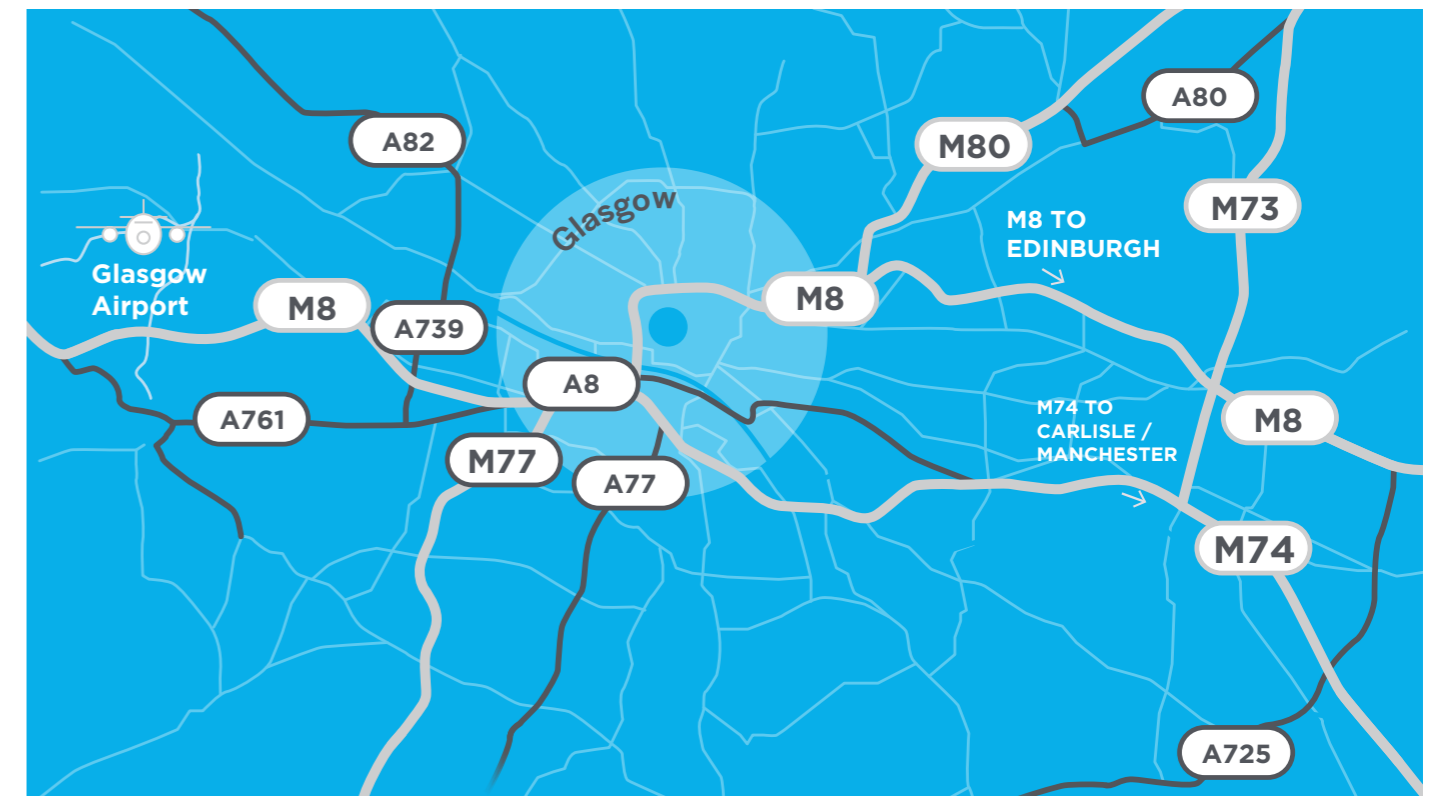 A80
A82
M80
Glasgow
M73
M8 TO
EDINBURGH
Glasgow
Airport
M8
M8
A739
A8
M74 TO
CARLISLE /
MANCHESTER
A761
M8
M77
A77
M74
A725